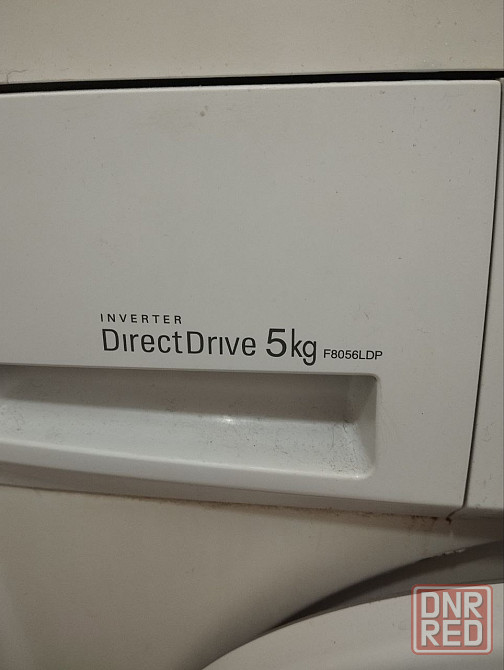 INVERTER
DirectDrive 5kg F8056LDP
DNR
RED